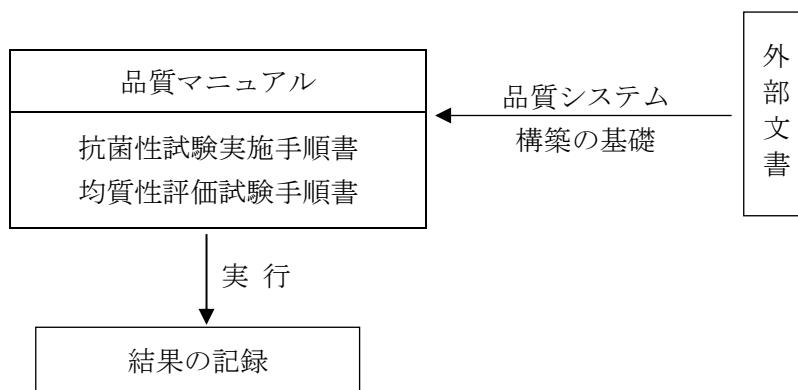 品質マニュアル
抗菌性試験実施手順書
均質性評価試験手順書
品質システム
構築の基礎
外部文書
実 行
結果の記録